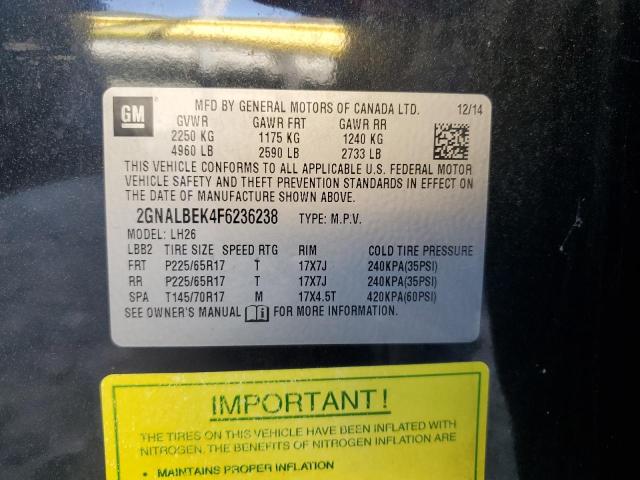 GM
MFD BY GENERAL MOTORS OF CANADA LTD. 12/14
GVWR GAWR FRT GAWR RR
2250 KG 1175 KG 1240 KG
4960 LB 2590 LB 2733 LB
THIS VEHICLE CONFORMS TO ALL APPLICABLE U.S. FEDERAL MOTOR
VEHICLE SAFETY AND THEFT PREVENTION STANDARDS IN EFFECT ON
THE DATE OF MANUFACTURE SHOWN ABOVE.
2GNALBEK4F6236238 TYPE: M.P.V.
MODEL: LH26
LBB2 TIRE SIZE SPEED RTG RIM COLD TIRE PRESSURE
FRT P225/65R17 T 17X7J 240KPA(35PSI)
RR P225/65R17 T 17X7J 240KPA(35PSI)
SPA T145/70R17 M 17X4.5T 420KPA(60PSI)
SEE OWNER'S MANUAL FOR MORE INFORMATION.
IMPORTANT!
THE TIRES ON THIS VEHICLE HAVE BEEN INFLATED WITH
NITROGEN. THE BENEFITS OF NITROGEN INFLATION ARE
• MAINTAINS PROPER INFLATION